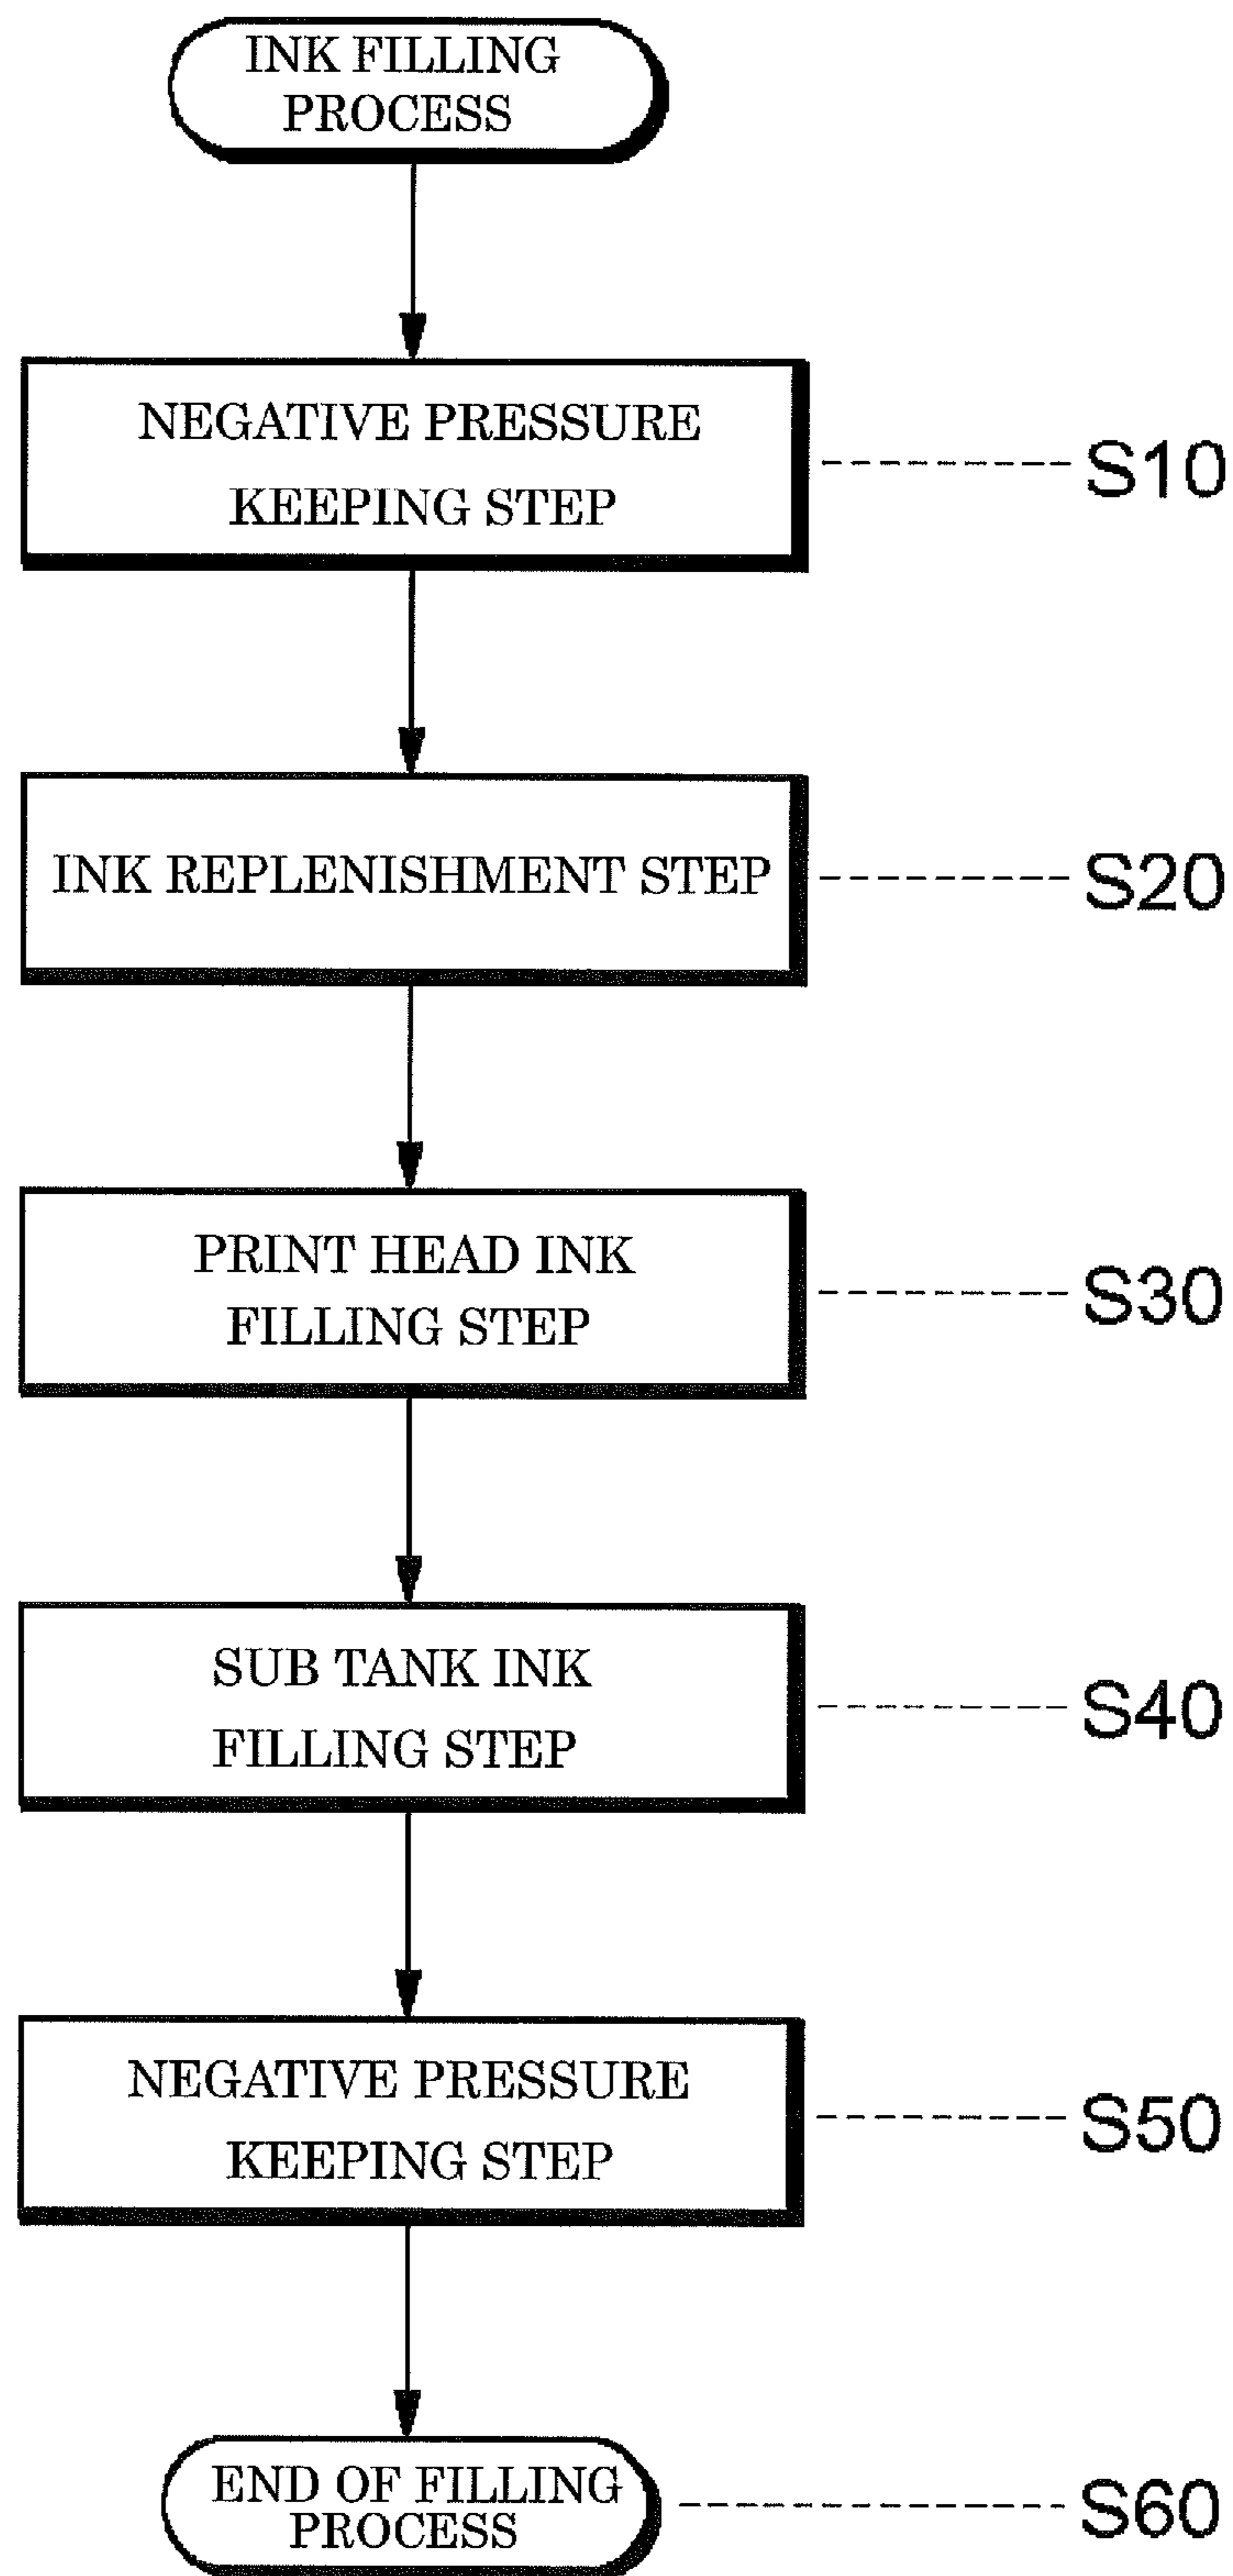 INK FILLING
PROCESS
NEGATIVE PRESSURE
KEEPING STEP
S10
INK REPLENISHMENT STEP
S20
PRINT HEAD INK
FILLING STEP
S30
SUB TANK INK
FILLING STEP
S40
NEGATIVE PRESSURE
KEEPING STEP
S50
END OF FILLING
PROCESS
S60